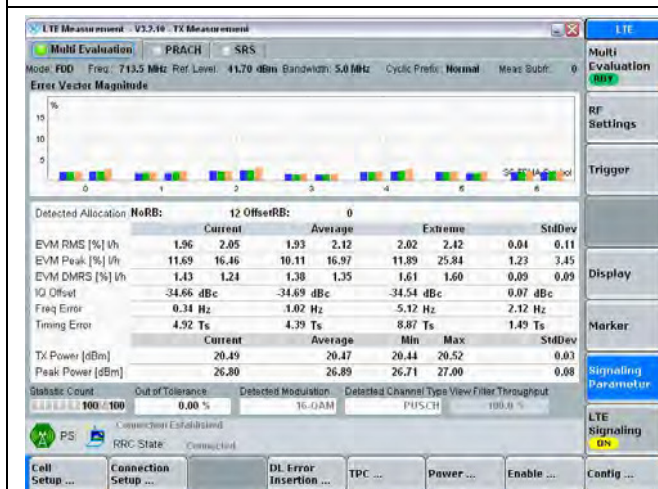 LTE Measurement - V3.2.10 - TX Measurement
LTE
Multi Evaluation PRACH SRS
Mode: FDD Freq.: 713.5 MHz Ref. Level: 41.70 dBm Bandwidth: 5.0 MHz Cyclic Prefix: Normal Meas Subfr.: 0
Multi Evaluation
RDY
Error Vector Magnitude
%
15
10
5
0 1 2 3 4 5 6
RF Settings
Trigger
Detected Allocation NoRB: 12 OffsetRB: 0
Current Average Extreme StdDev
EVM RMS [%] l/h 1.96 2.05 1.93 2.12 2.02 2.42 0.04 0.11
EVM Peak [%] l/h 11.69 16.46 10.11 16.97 11.89 25.84 1.23 3.45
EVM DMRS [%] l/h 1.43 1.24 1.38 1.35 1.61 1.60 0.09 0.09
IQ Offset -34.66 dBc -34.69 dBc -34.54 dBc 0.07 dBc
Freq Error 0.34 Hz 1.02 Hz 5.12 Hz 2.12 Hz
Timing Error 4.92 Ts 4.39 Ts 8.87 Ts 1.49 Ts
Current Average Min Max StdDev
TX Power [dBm] 20.49 20.47 20.44 20.52 0.03
Peak Power [dBm] 26.80 26.89 26.71 27.00 0.08
Display
Marker
Signaling Parameter
Statistic Count Out of Tolerance Detected Modulation Detected Channel Type View Filter Throughput
100 / 100 0.00 % 16-QAM PUSCH 100.0 %
PS Connection Established
RRC State: Connected
LTE Signaling
ON
Cell Setup ... Connection Setup ... DL Error Insertion ... TPC ... Power ... Enable ... Config ...